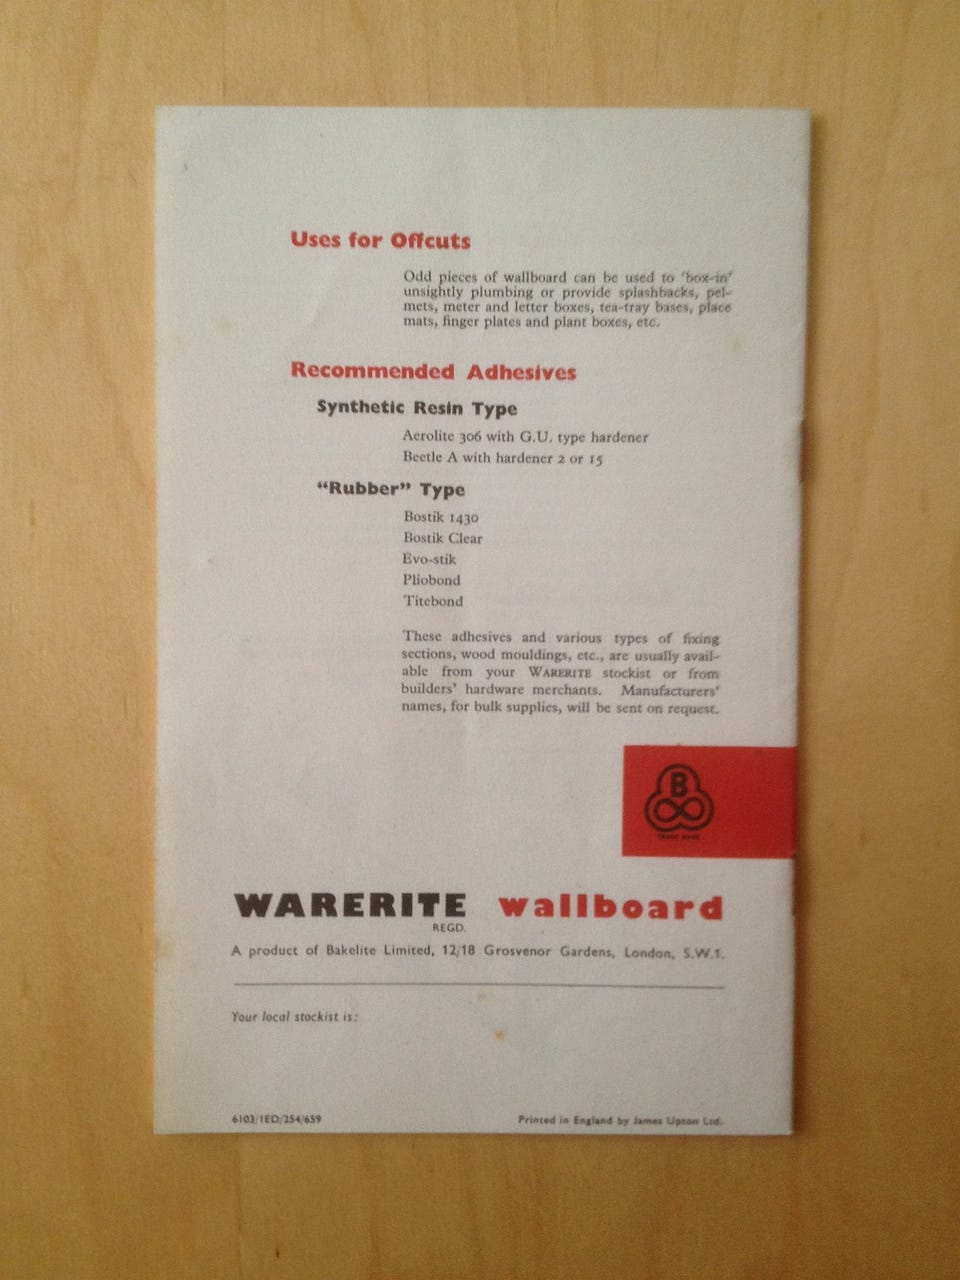 Uses for Offcuts
Odd pieces of wallboard can be used to 'box-in'
unsightly plumbing or provide splashbacks, pel-
mets, meter and letter boxes, tea-tray bases, place
mats, finger plates and plant boxes, etc.
Recommended Adhesives
Synthetic Resin Type
Aerolite 306 with G.U. type hardener
Beetle A with hardener 2 or 15
"Rubber" Type
Bostik 1430
Bostik Clear
Evo-stik
Pliobond
Titebond
These adhesives and various types of fixing
sections, wood mouldings, etc., are usually avail-
able from your WARERITE stockist or from
builders' hardware merchants. Manufacturers'
names, for bulk supplies, will be sent on request.
B
TRADE MARK
WARERITE wallboard
REGD.
A product of Bakelite Limited, 12/18 Grosvenor Gardens, London, S.W.1.
Your local stockist is:
6103/1ED/254/659 Printed in England by James Upton Ltd.